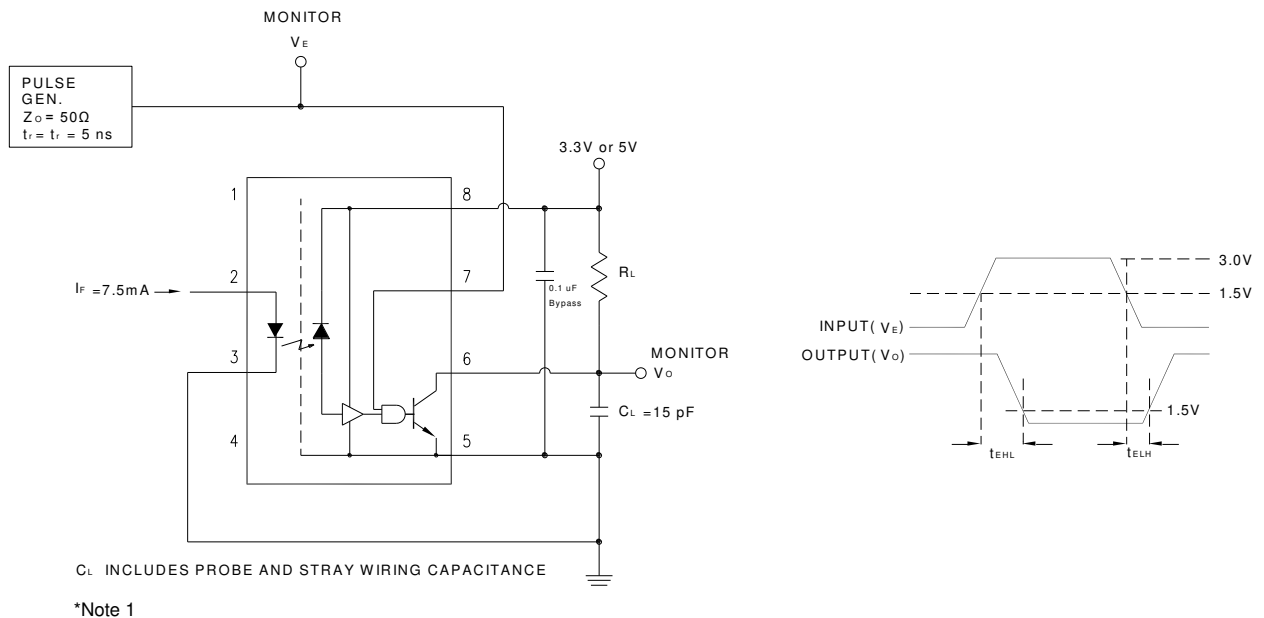 MONITOR
VE
PULSE
GEN.
ZO = 50Ω
tr = tr = 5 ns
3.3V or 5V
1
8
2
7
IF =7.5mA
3
6
4
5
0.1 uF
Bypass
RL
MONITOR
VO
CL =15 pF
CL INCLUDES PROBE AND STRAY WIRING CAPACITANCE
*Note 1
3.0V
1.5V
INPUT( VE)
OUTPUT( VO)
1.5V
tEHL
tELH